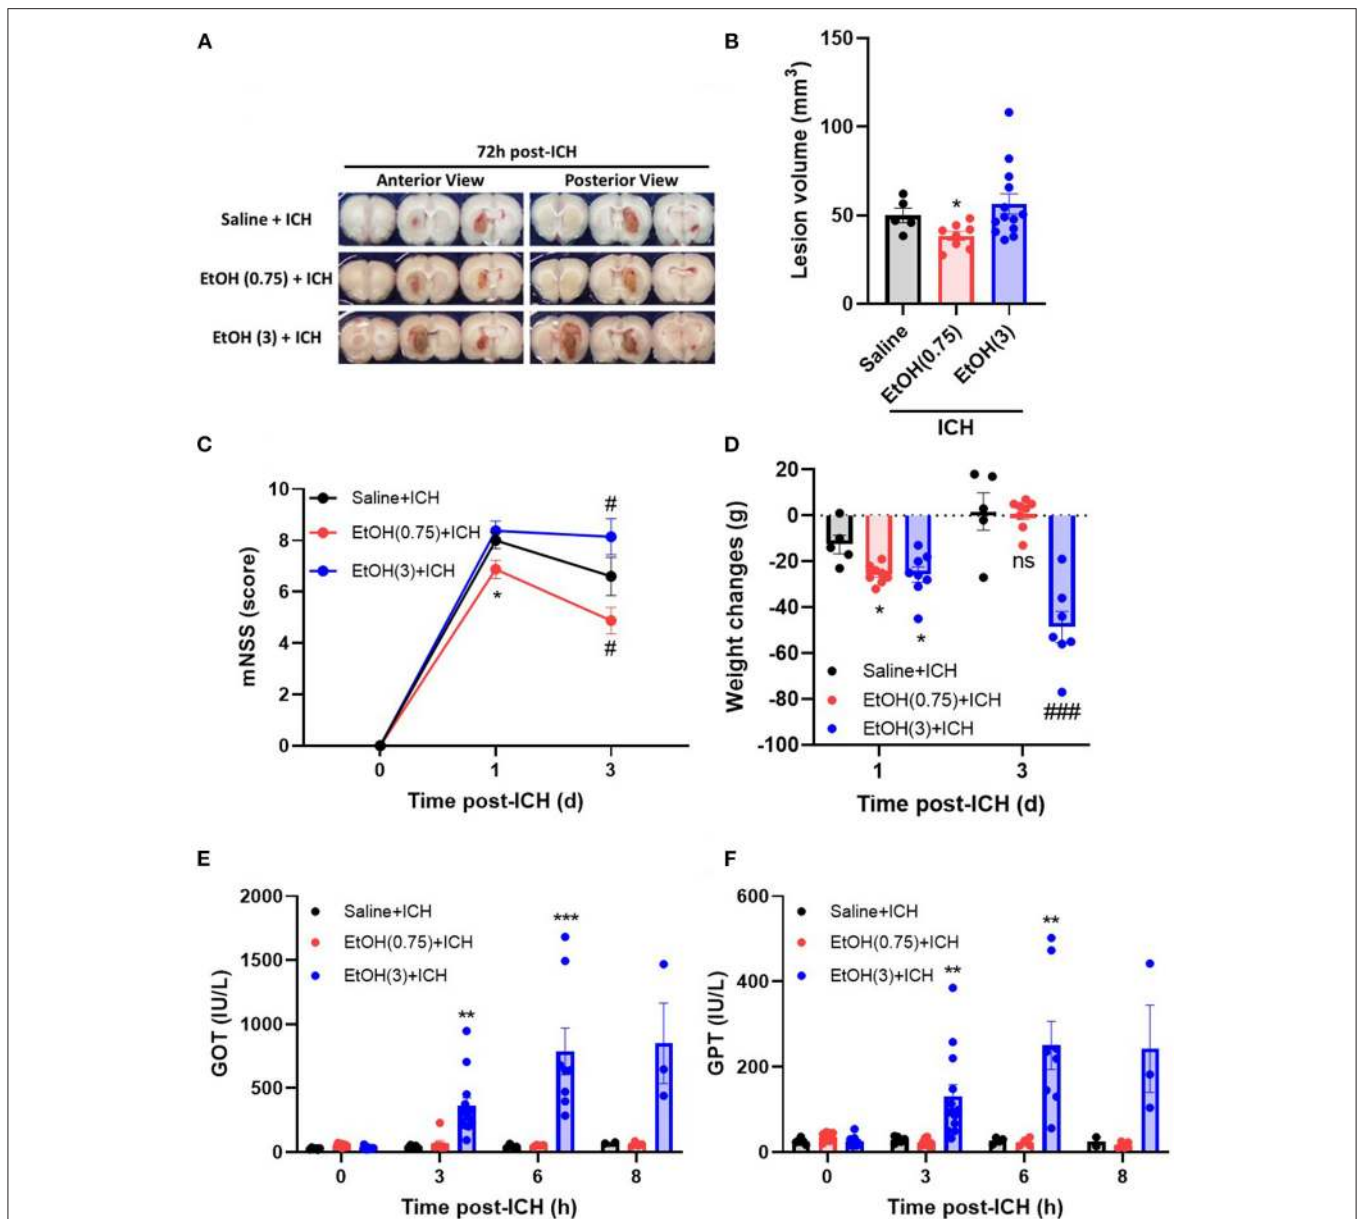 A
72h post-ICH
Anterior View
Posterior View
Saline + ICH
EtOH (0.75) + ICH
EtOH (3) + ICH
B
Lesion volume (mm³)
150
100
50
0
*
Saline
EtOH(0.75)
EtOH(3)
ICH
C
mNSS (score)
10
8
6
4
2
0
Saline+ICH
EtOH(0.75)+ICH
EtOH(3)+ICH
#
*
#
0 1 3
Time post-ICH (d)
D
Weight changes (g)
20
0
-20
-40
-60
-80
-100
*
*
ns
###
Saline+ICH
EtOH(0.75)+ICH
EtOH(3)+ICH
1 3
Time post-ICH (d)
E
GOT (IU/L)
2000
1500
1000
500
0
Saline+ICH
EtOH(0.75)+ICH
EtOH(3)+ICH
**
***
0 3 6 8
Time post-ICH (h)
F
GPT (IU/L)
600
400
200
0
Saline+ICH
EtOH(0.75)+ICH
EtOH(3)+ICH
**
**
0 3 6 8
Time post-ICH (h)